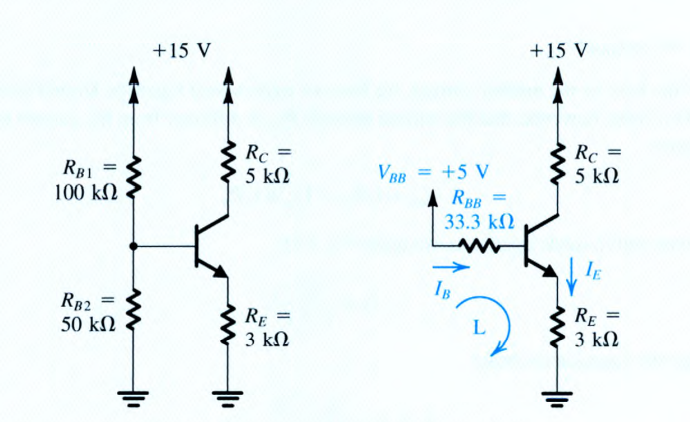 +15 V
R_C =
5 kΩ
R_B1 =
100 kΩ
R_B2 =
50 kΩ
R_E =
3 kΩ
+15 V
R_C =
5 kΩ
V_BB = +5 V
R_BB =
33.3 kΩ
I_B
I_E
L
R_E =
3 kΩ